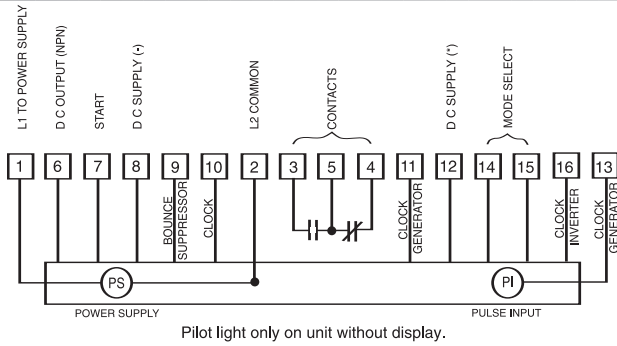 L1 TO POWER SUPPLY
D C OUTPUT (NPN)
START
D C SUPPLY (-)
L2 COMMON
CONTACTS
D C SUPPLY (*)
MODE SELECT
1
6
7
8
9
10
2
3
5
4
11
12
14
15
16
13
BOUNCE
SUPPRESSOR
CLOCK
CLOCK
GENERATOR
CLOCK
INVERTER
CLOCK
GENERATOR
PS
PI
POWER SUPPLY
PULSE INPUT
Pilot light only on unit without display.